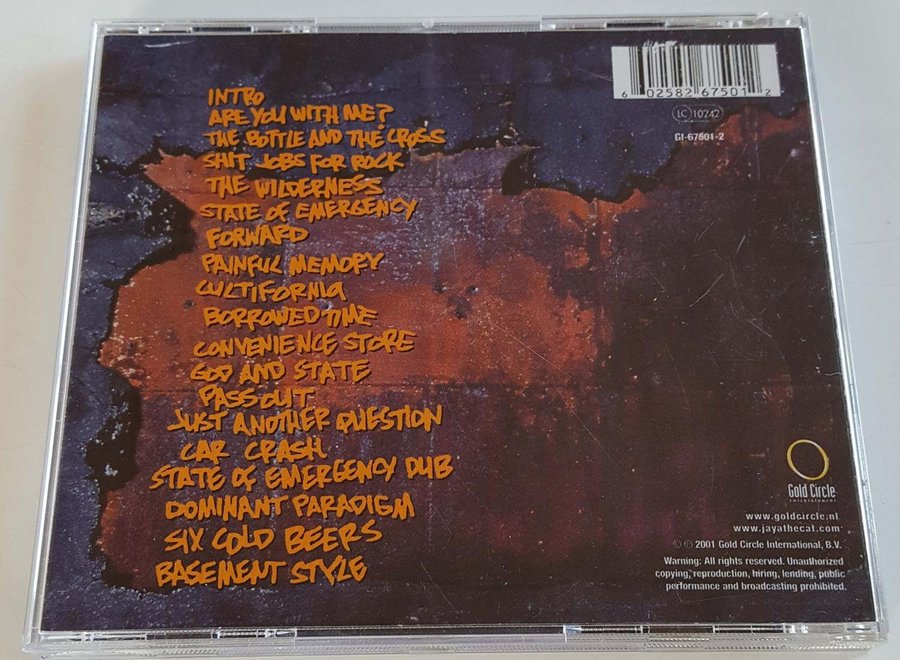 INTRO
ARE YOU WITH ME?
THE BOTTLE AND THE CROSS
SHIT JOBS FOR ROCK
THE WILDERNESS
STATE OF EMERGENCY
FORWARD
PAINFUL MEMORY
CULTIFORNIA
BORROWED TIME
CONVENIENCE STORE
GOD AND STATE
PASS OUT
JUST ANOTHER QUESTION
CAR CRASH
STATE OF EMERGENCY DUB
DOMINANT PARADIGM
SIX COLD BEERS
BASEMENT STYLE
6 02582 67501 2
LC 10242
GI-67501-2
Gold Circle
ENTERTAINMENT
www.goldcircle.nl
www.jayathecat.com
© ℗ 2001 Gold Circle International, B.V.
Warning: All rights reserved. Unauthorized
copying, reproduction, hiring, lending, public
performance and broadcasting prohibited.